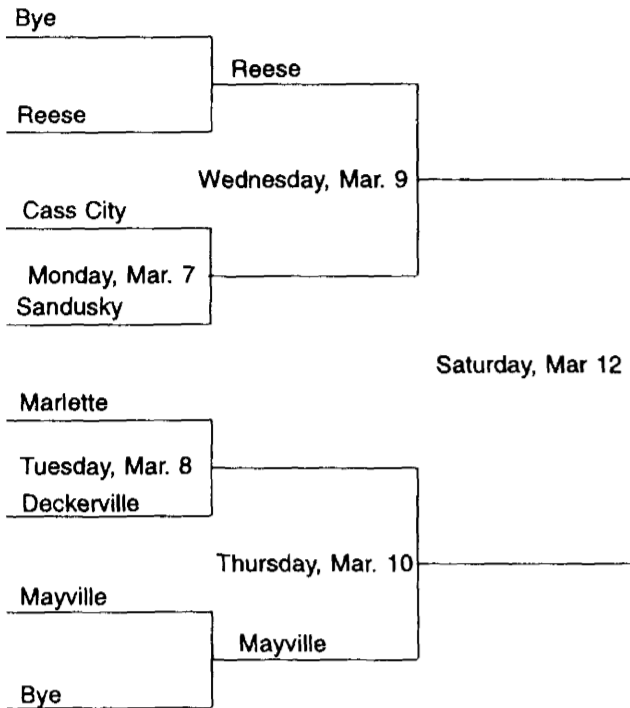 Bye
Reese
Reese
Wednesday, Mar. 9
Cass City
Monday, Mar. 7
Sandusky
Saturday, Mar 12
Marlette
Tuesday, Mar. 8
Deckerville
Thursday, Mar. 10
Mayville
Mayville
Bye